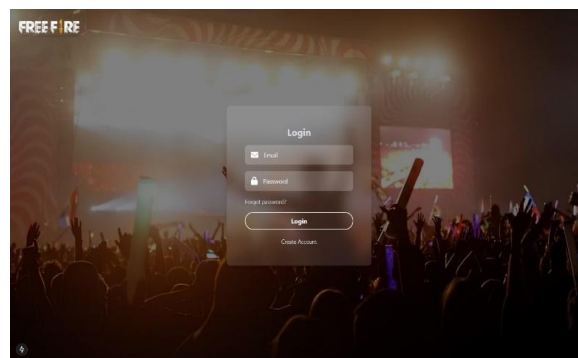 FREE FIRE
Login
Email
Password
Forgot password?
Login
Create Account